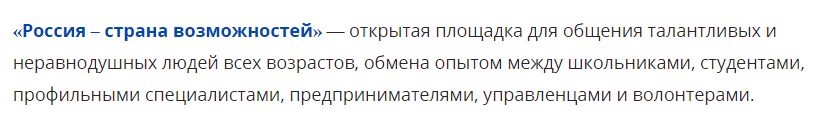 «Россия – страна возможностей» — открытая площадка для общения талантливых и
неравнодушных людей всех возрастов, обмена опытом между школьниками, студентами,
профильными специалистами, предпринимателями, управленцами и волонтерами.